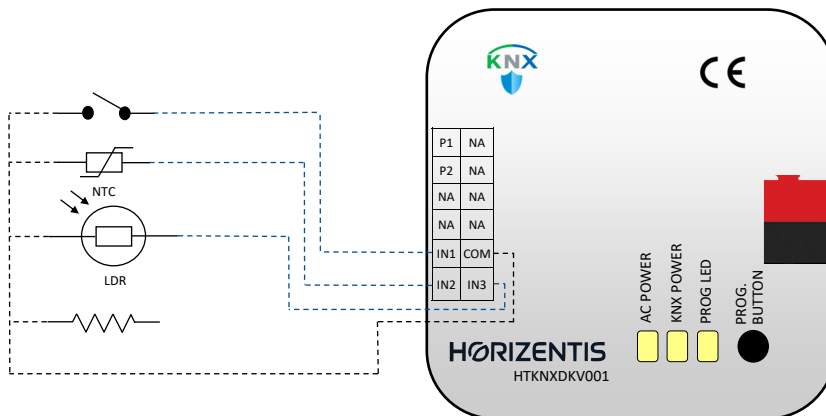 KNX
CE
P1 NA
P2 NA
NA NA
NA NA
IN1 COM
IN2 IN3
NTC
LDR
AC POWER
KNX POWER
PROG LED
PROG.
BUTTON
HORIZENTIS
HTKNXDKV001